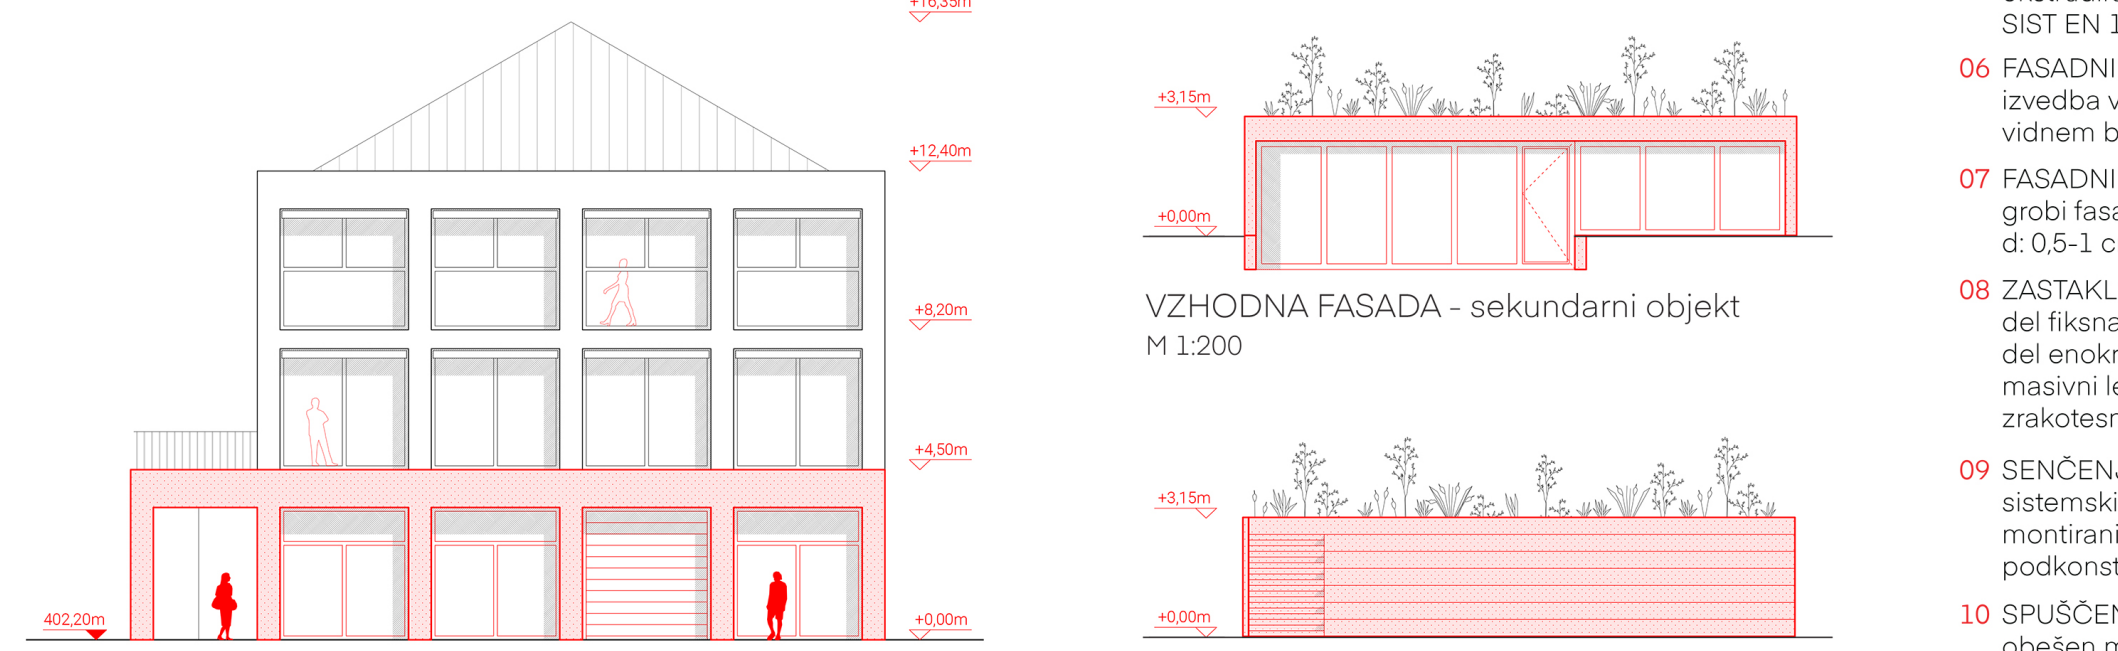 +16,35m
+12,40m
+8,20m
+4,50m
402,20m
+0,00m
+3,15m
+0,00m
VZHODNA FASADA - sekundarni objekt
M 1:200
+3,15m
+0,00m
SIST EN 1
06 FASADNI
izvedba v
vidnem b
07 FASADNI
grobi fasa
d: 0,5-1 c
08 ZASTAKL
del fiksna
del enokr
masivni le
zrakotesn
09 SENČENJ
sistemski
montirani
podkonst
10 SPUŠČEN
obešen m